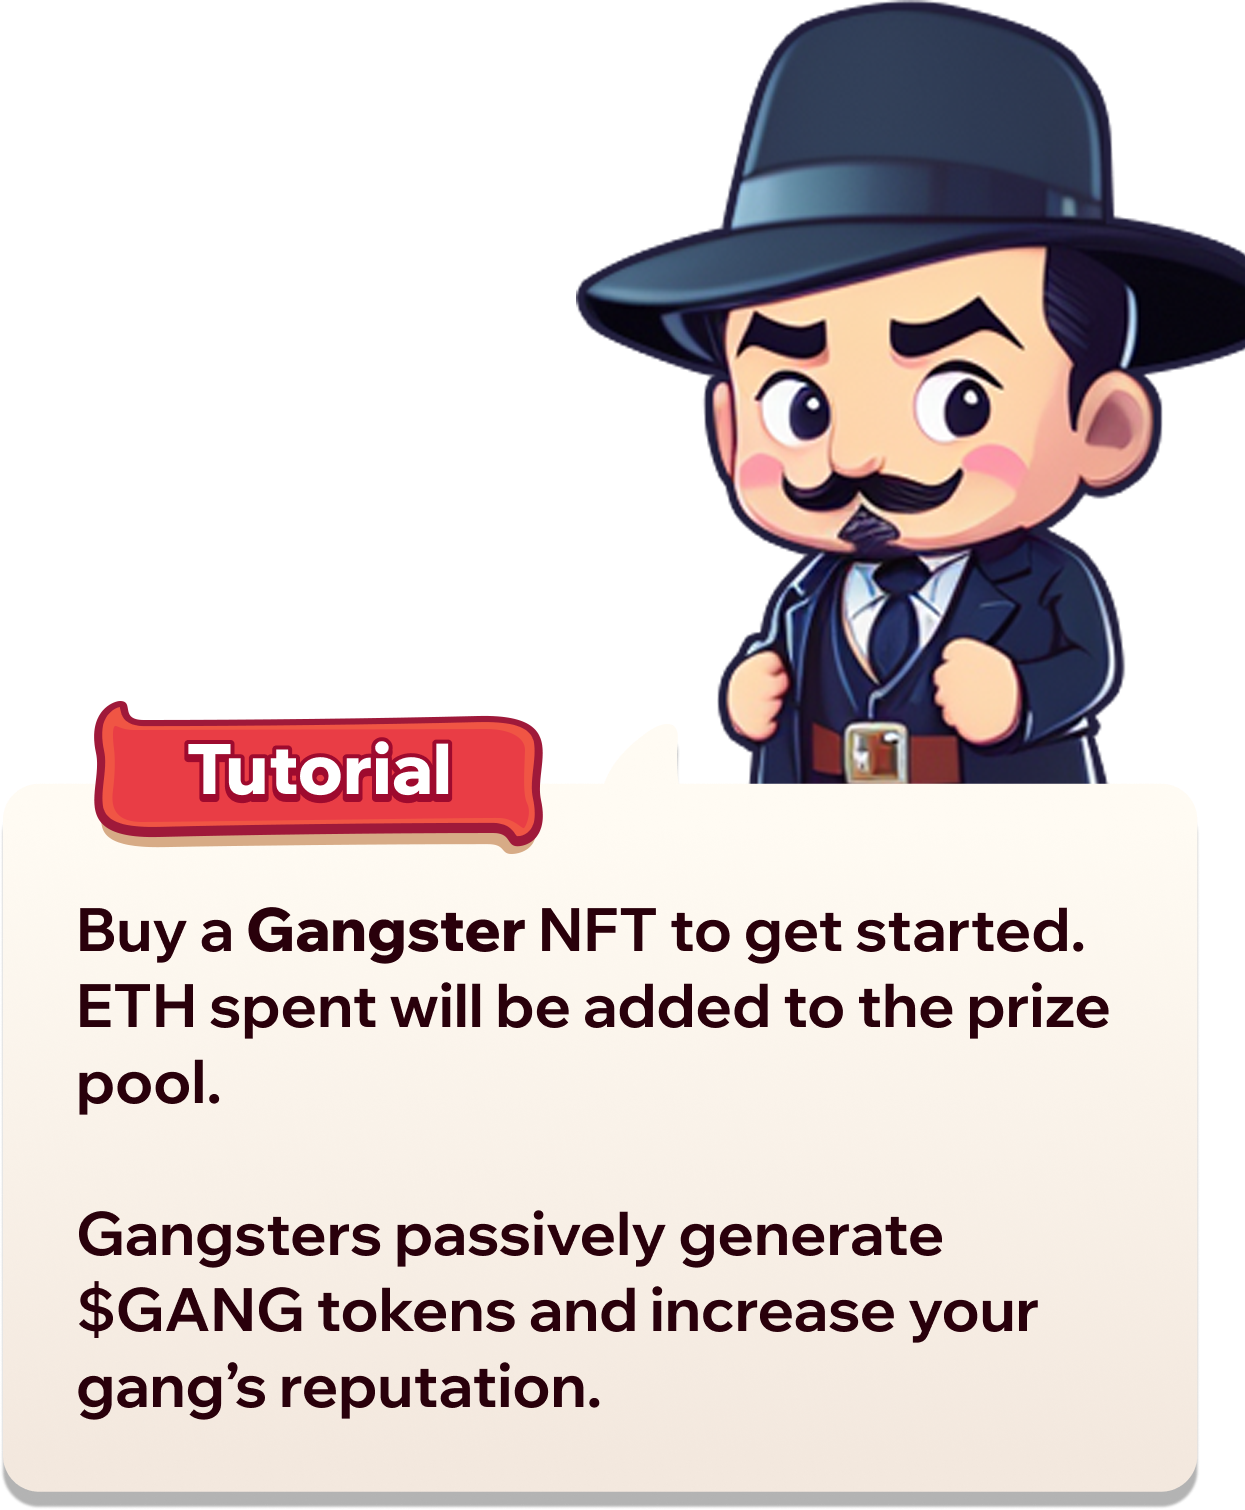 Tutorial
Buy a Gangster NFT to get started.
ETH spent will be added to the prize
pool.
Gangsters passively generate
$GANG tokens and increase your
gang’s reputation.